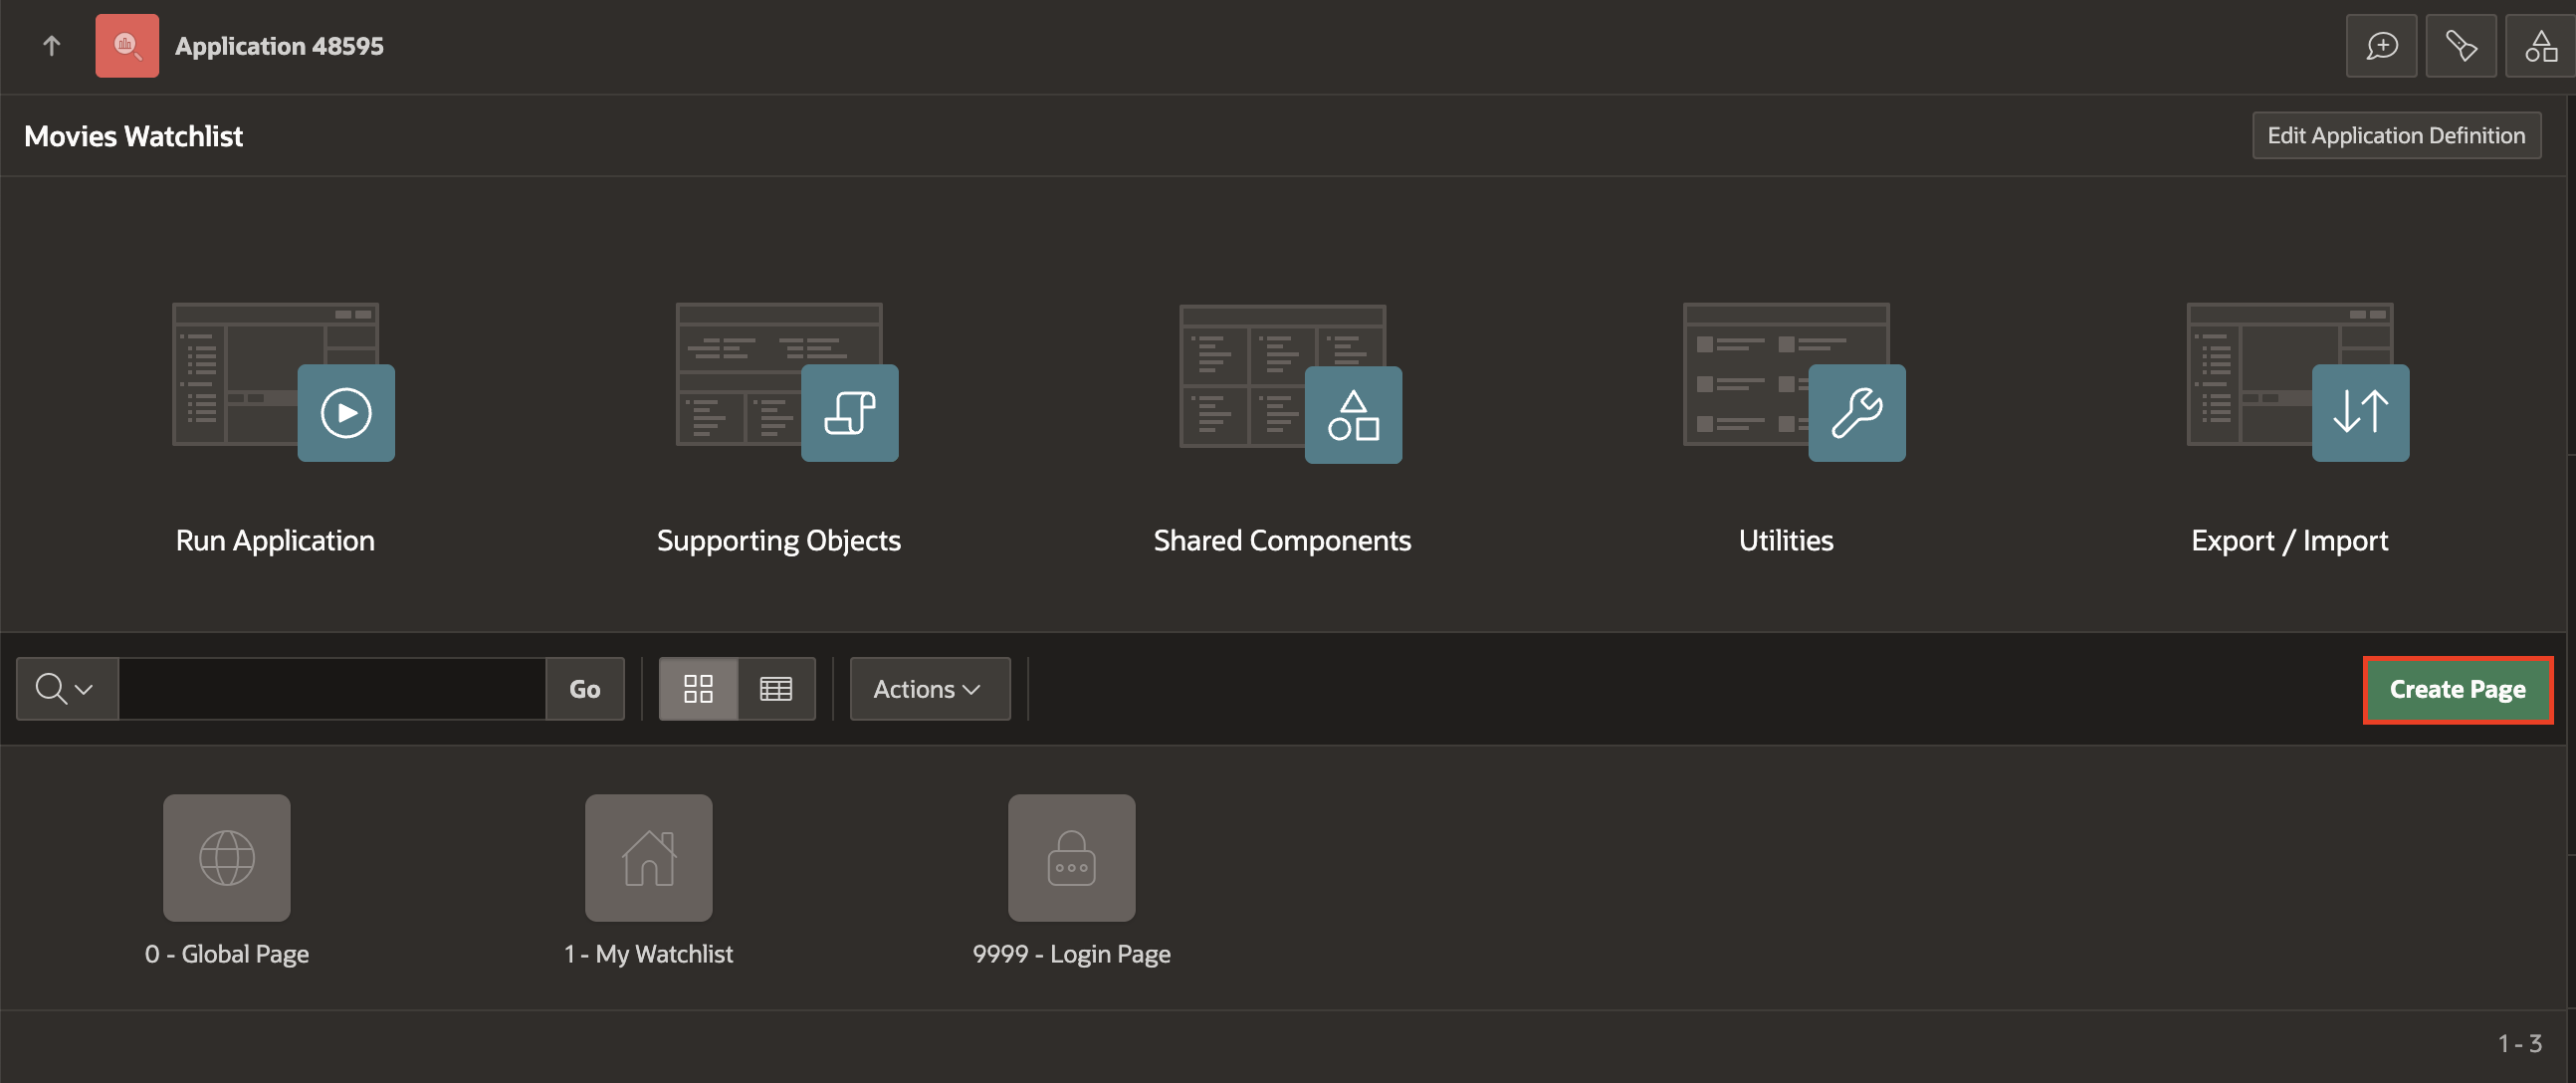 Application 48595
Movies Watchlist
Edit Application Definition
Run Application
Supporting Objects
Shared Components
Utilities
Export / Import
Go
Actions
Create Page
0 - Global Page
1 - My Watchlist
9999 - Login Page
1 - 3